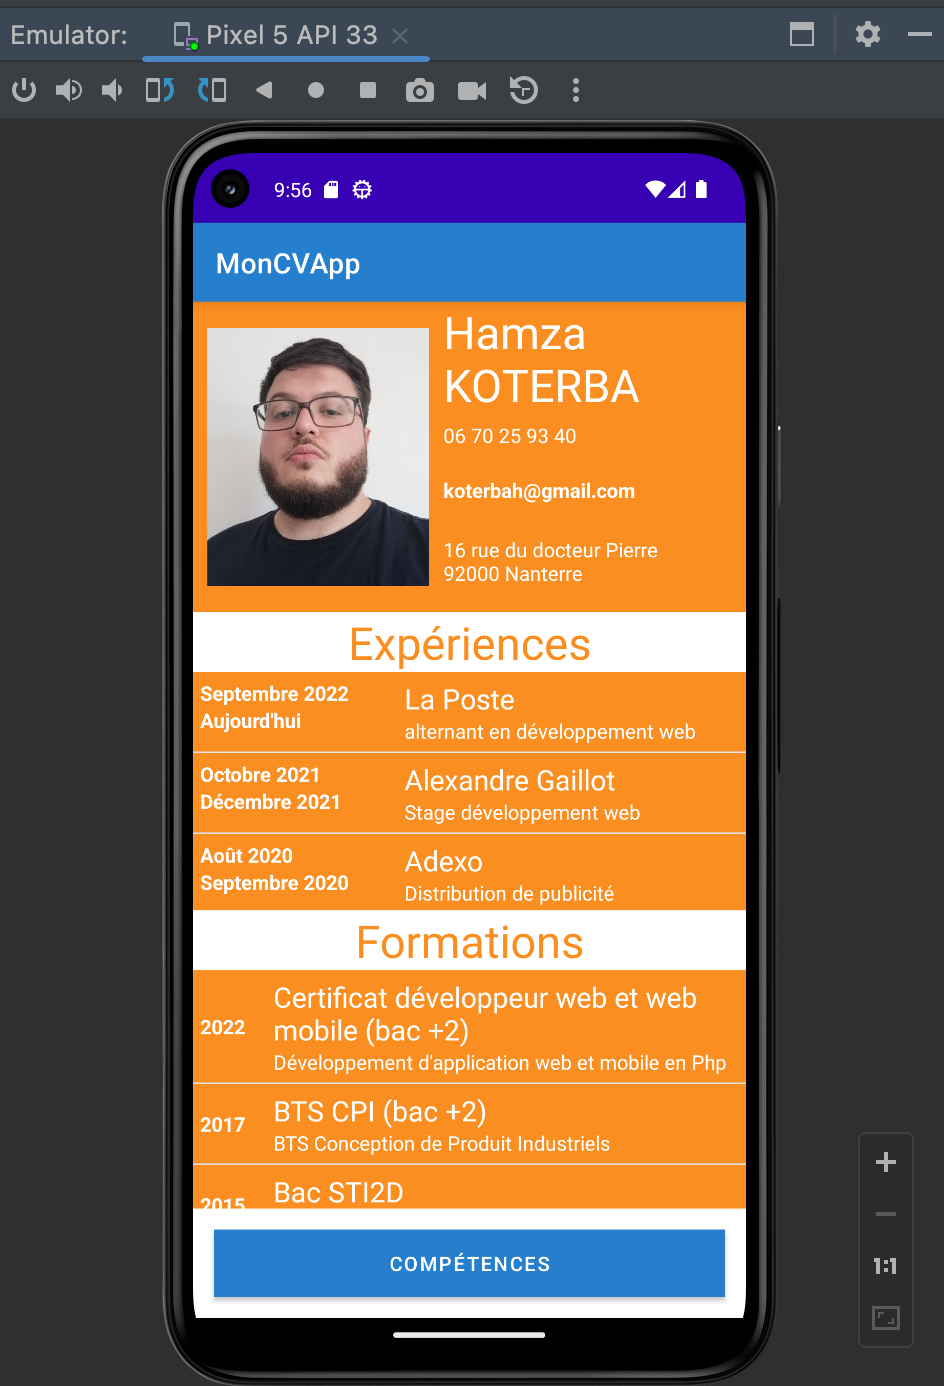 Emulator:
Pixel 5 API 33
9:56
MonCVApp
Hamza
KOTERBA
06 70 25 93 40
koterbah@gmail.com
16 rue du docteur Pierre
92000 Nanterre
Expériences
Septembre 2022
Aujourd'hui
La Poste
alternant en développement web
Octobre 2021
Décembre 2021
Alexandre Gaillot
Stage développement web
Août 2020
Septembre 2020
Adexo
Distribution de publicité
Formations
2022
Certificat développeur web et web
mobile (bac +2)
Développement d'application web et mobile en Php
2017
BTS CPI (bac +2)
BTS Conception de Produit Industriels
2015
Bac STI2D
COMPÉTENCES
1:1